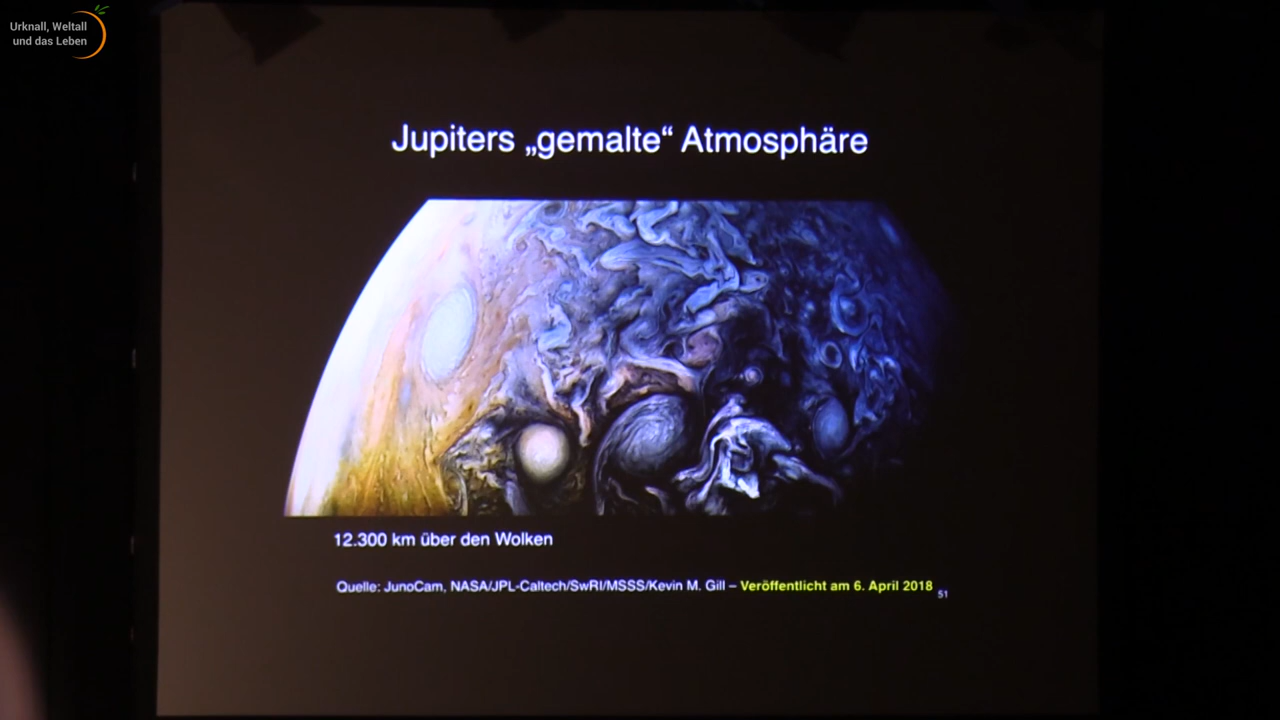 Urknall, Weltall
und das Leben
Jupiters „gemalte“ Atmosphäre
12.300 km über den Wolken
Quelle: JunoCam, NASA/JPL-Caltech/SwRI/MSSS/Kevin M. Gill – Veröffentlicht am 6. April 2018
51